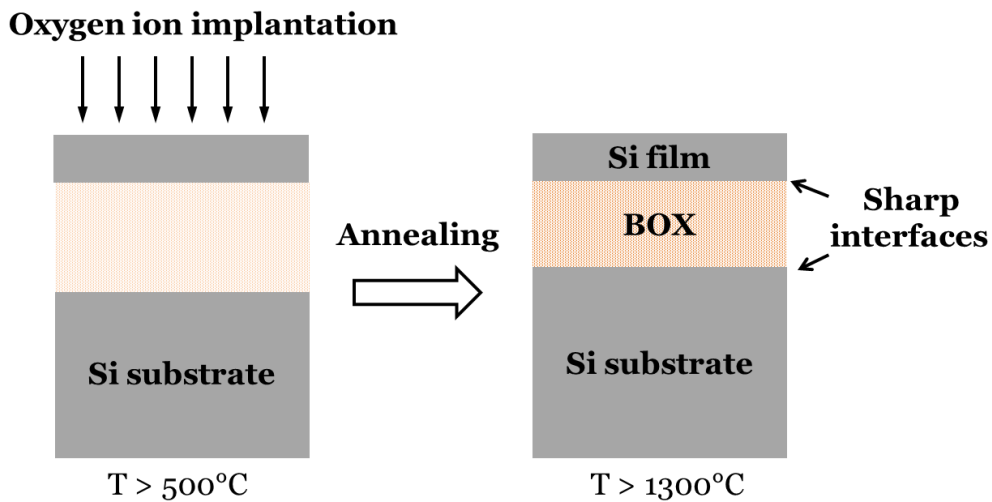 Oxygen ion implantation
Si film
BOX
Sharp
interfaces
Annealing
Si substrate
Si substrate
T > 500°C
T > 1300°C